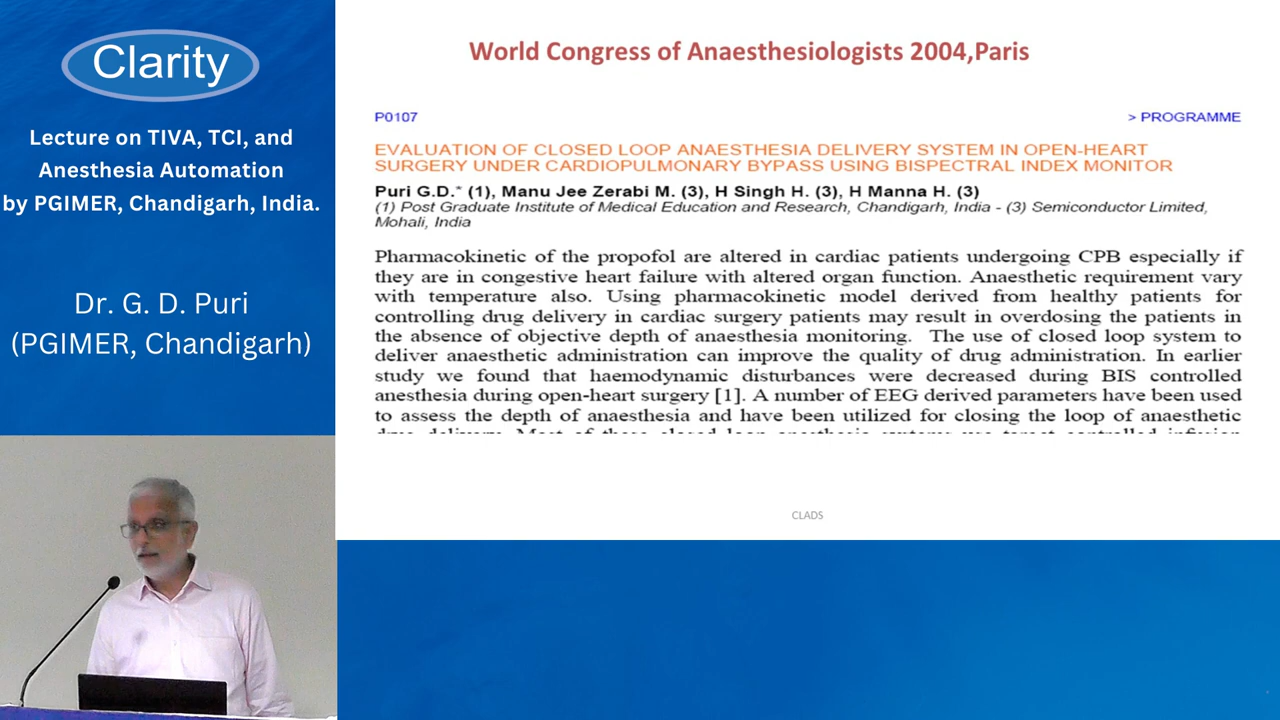 Clarity
Lecture on TIVA, TCI, and
Anesthesia Automation
by PGIMER, Chandigarh, India.
Dr. G. D. Puri
(PGIMER, Chandigarh)
World Congress of Anaesthesiologists 2004,Paris
P0107
> PROGRAMME
EVALUATION OF CLOSED LOOP ANAESTHESIA DELIVERY SYSTEM IN OPEN-HEART
SURGERY UNDER CARDIOPULMONARY BYPASS USING BISPECTRAL INDEX MONITOR
Puri G.D.* (1), Manu Jee Zerabi M. (3), H Singh H. (3), H Manna H. (3)
(1) Post Graduate Institute of Medical Education and Research, Chandigarh, India - (3) Semiconductor Limited,
Mohali, India
Pharmacokinetic of the propofol are altered in cardiac patients undergoing CPB especially if
they are in congestive heart failure with altered organ function. Anaesthetic requirement vary
with temperature also. Using pharmacokinetic model derived from healthy patients for
controlling drug delivery in cardiac surgery patients may result in overdosing the patients in
the absence of objective depth of anaesthesia monitoring. The use of closed loop system to
deliver anaesthetic administration can improve the quality of drug administration. In earlier
study we found that haemodynamic disturbances were decreased during BIS controlled
anesthesia during open-heart surgery [1]. A number of EEG derived parameters have been used
to assess the depth of anaesthesia and have been utilized for closing the loop of anaesthetic
CLADS